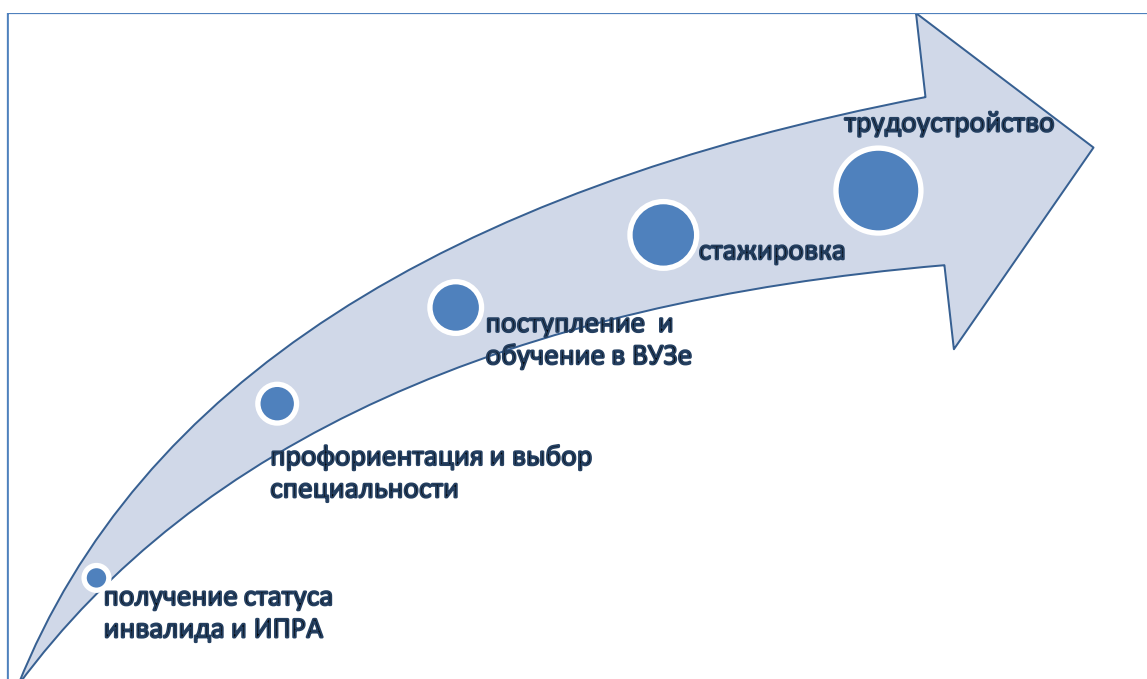 трудоустройство
стажировка
поступление и
обучение в ВУЗе
профориентация и выбор
специальности
получение статуса
инвалида и ИПРА